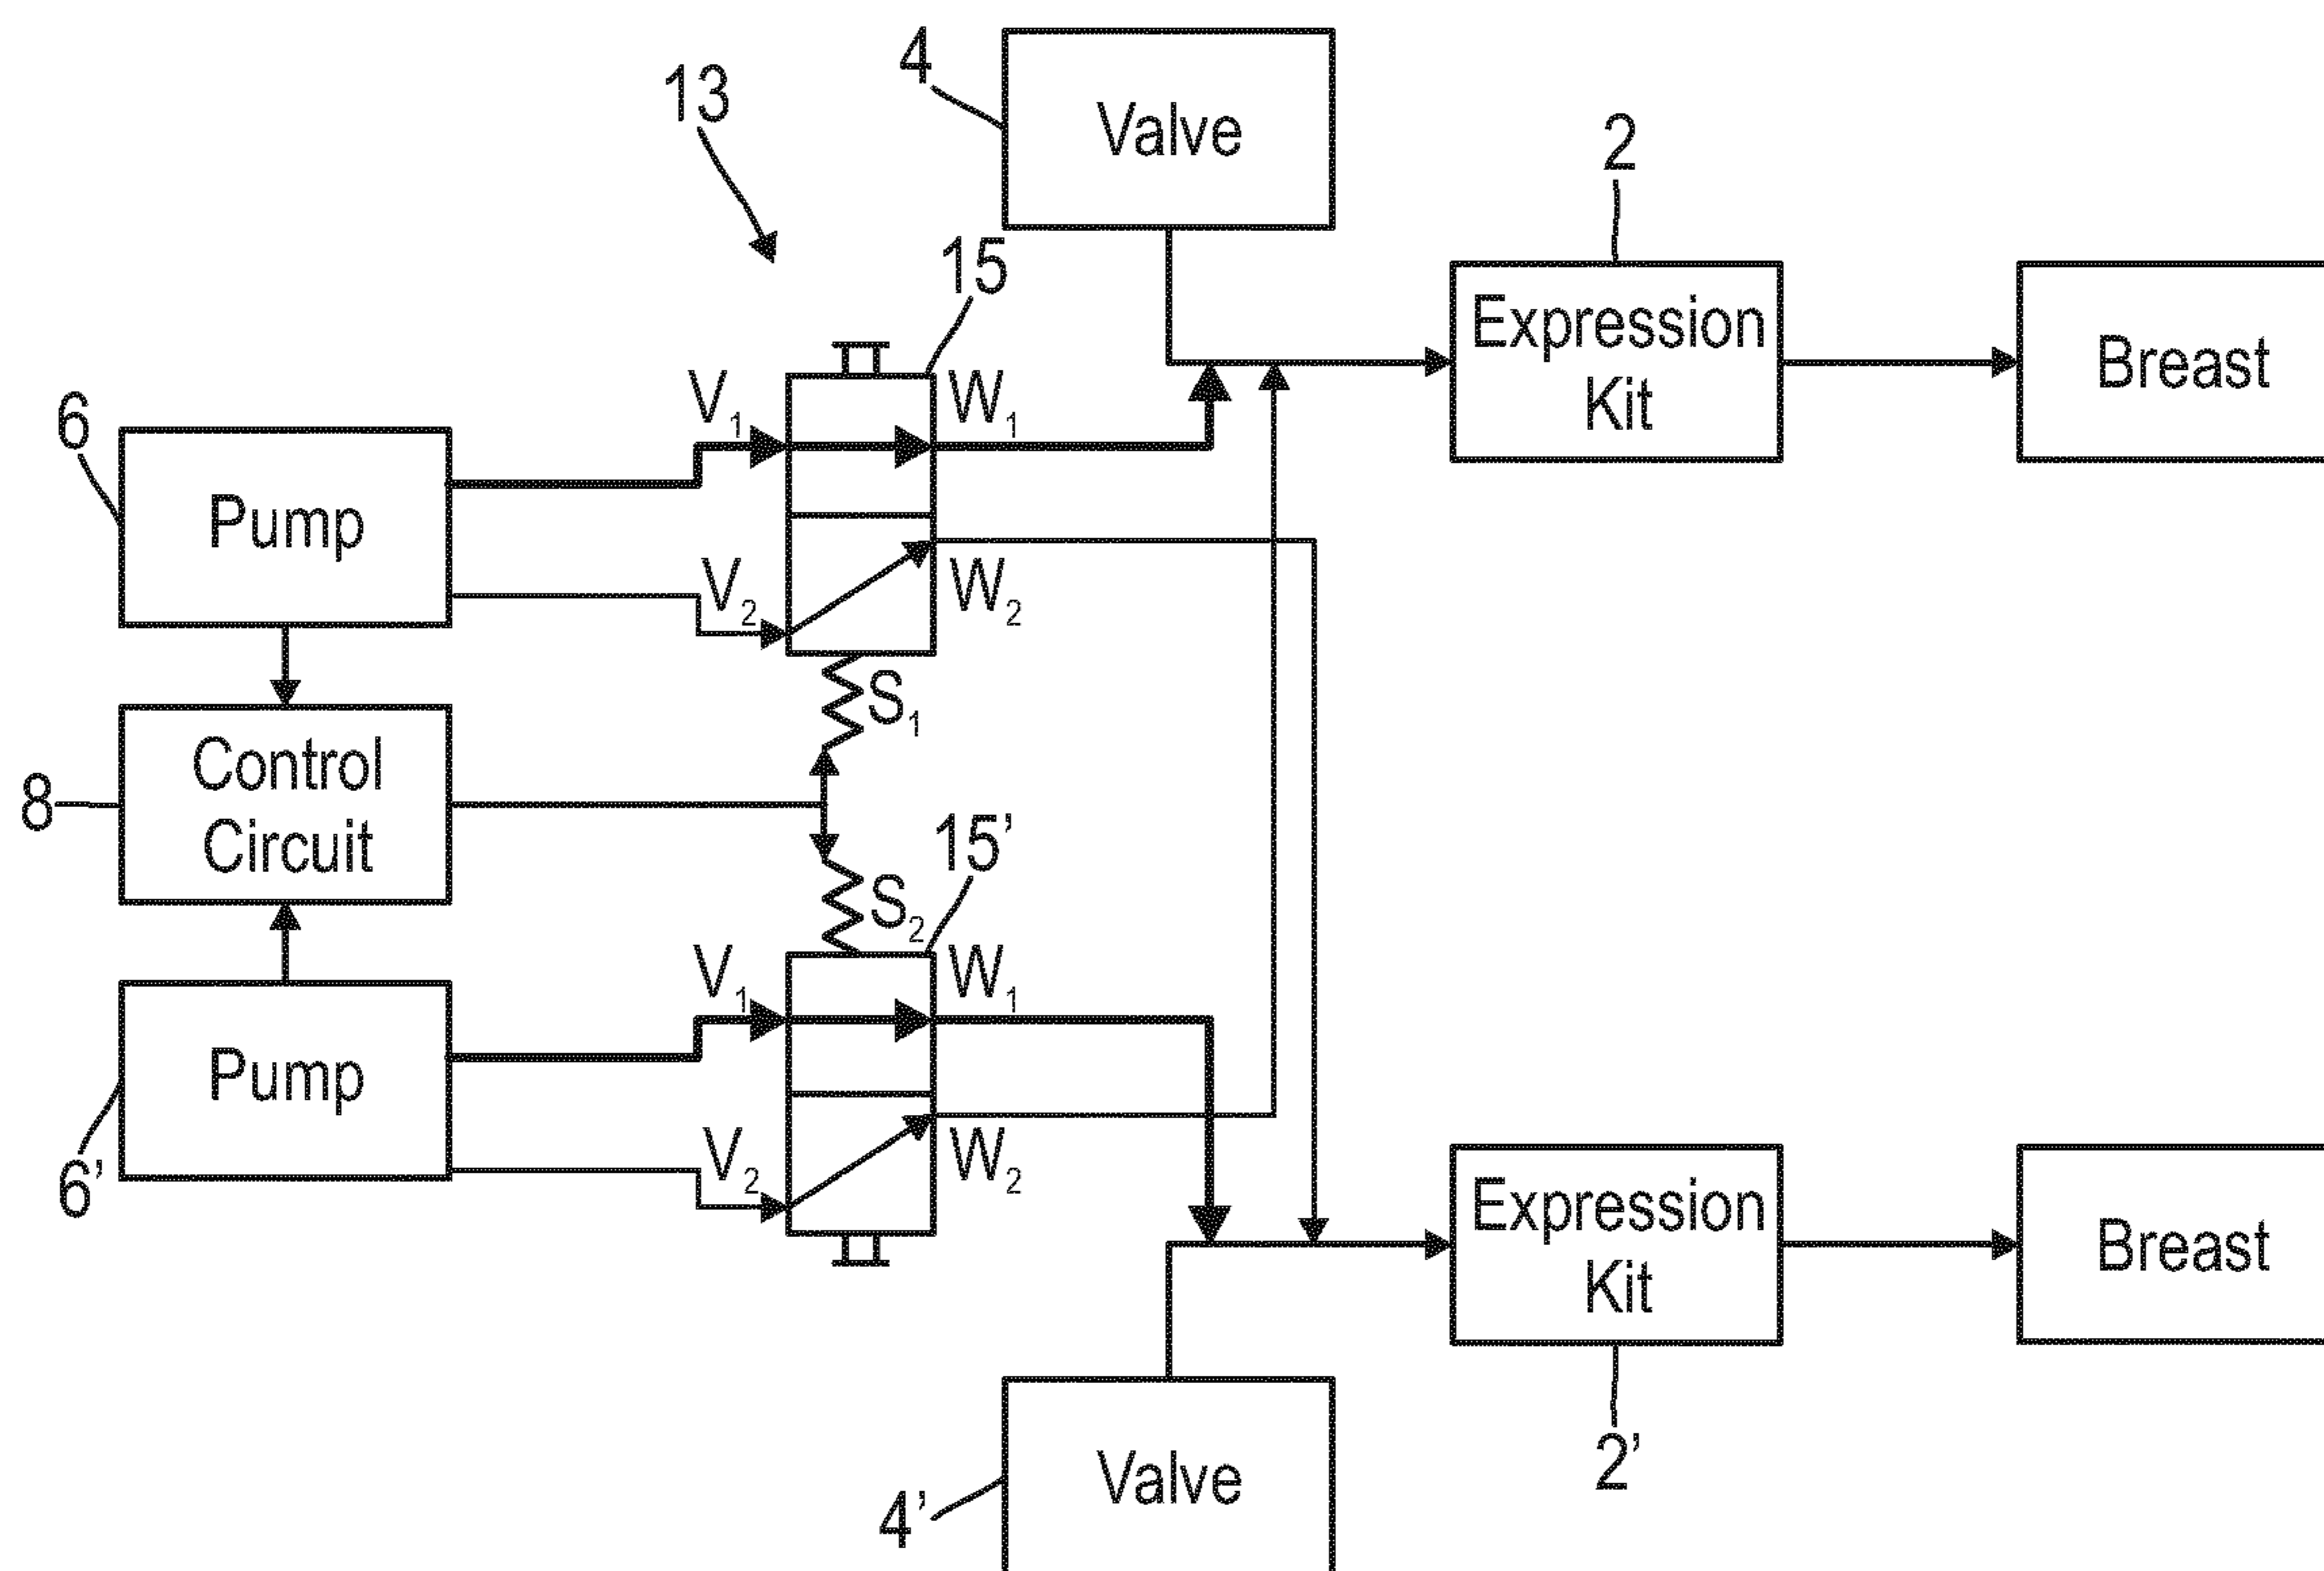 4
Valve
13
2
15
Expression
Kit
Breast
V1
W1
6
Pump
V2
W2
S1
Control
Circuit
8
15'
S2
V1
W1
Pump
6'
V2
W2
Expression
Kit
Breast
2'
Valve
4'